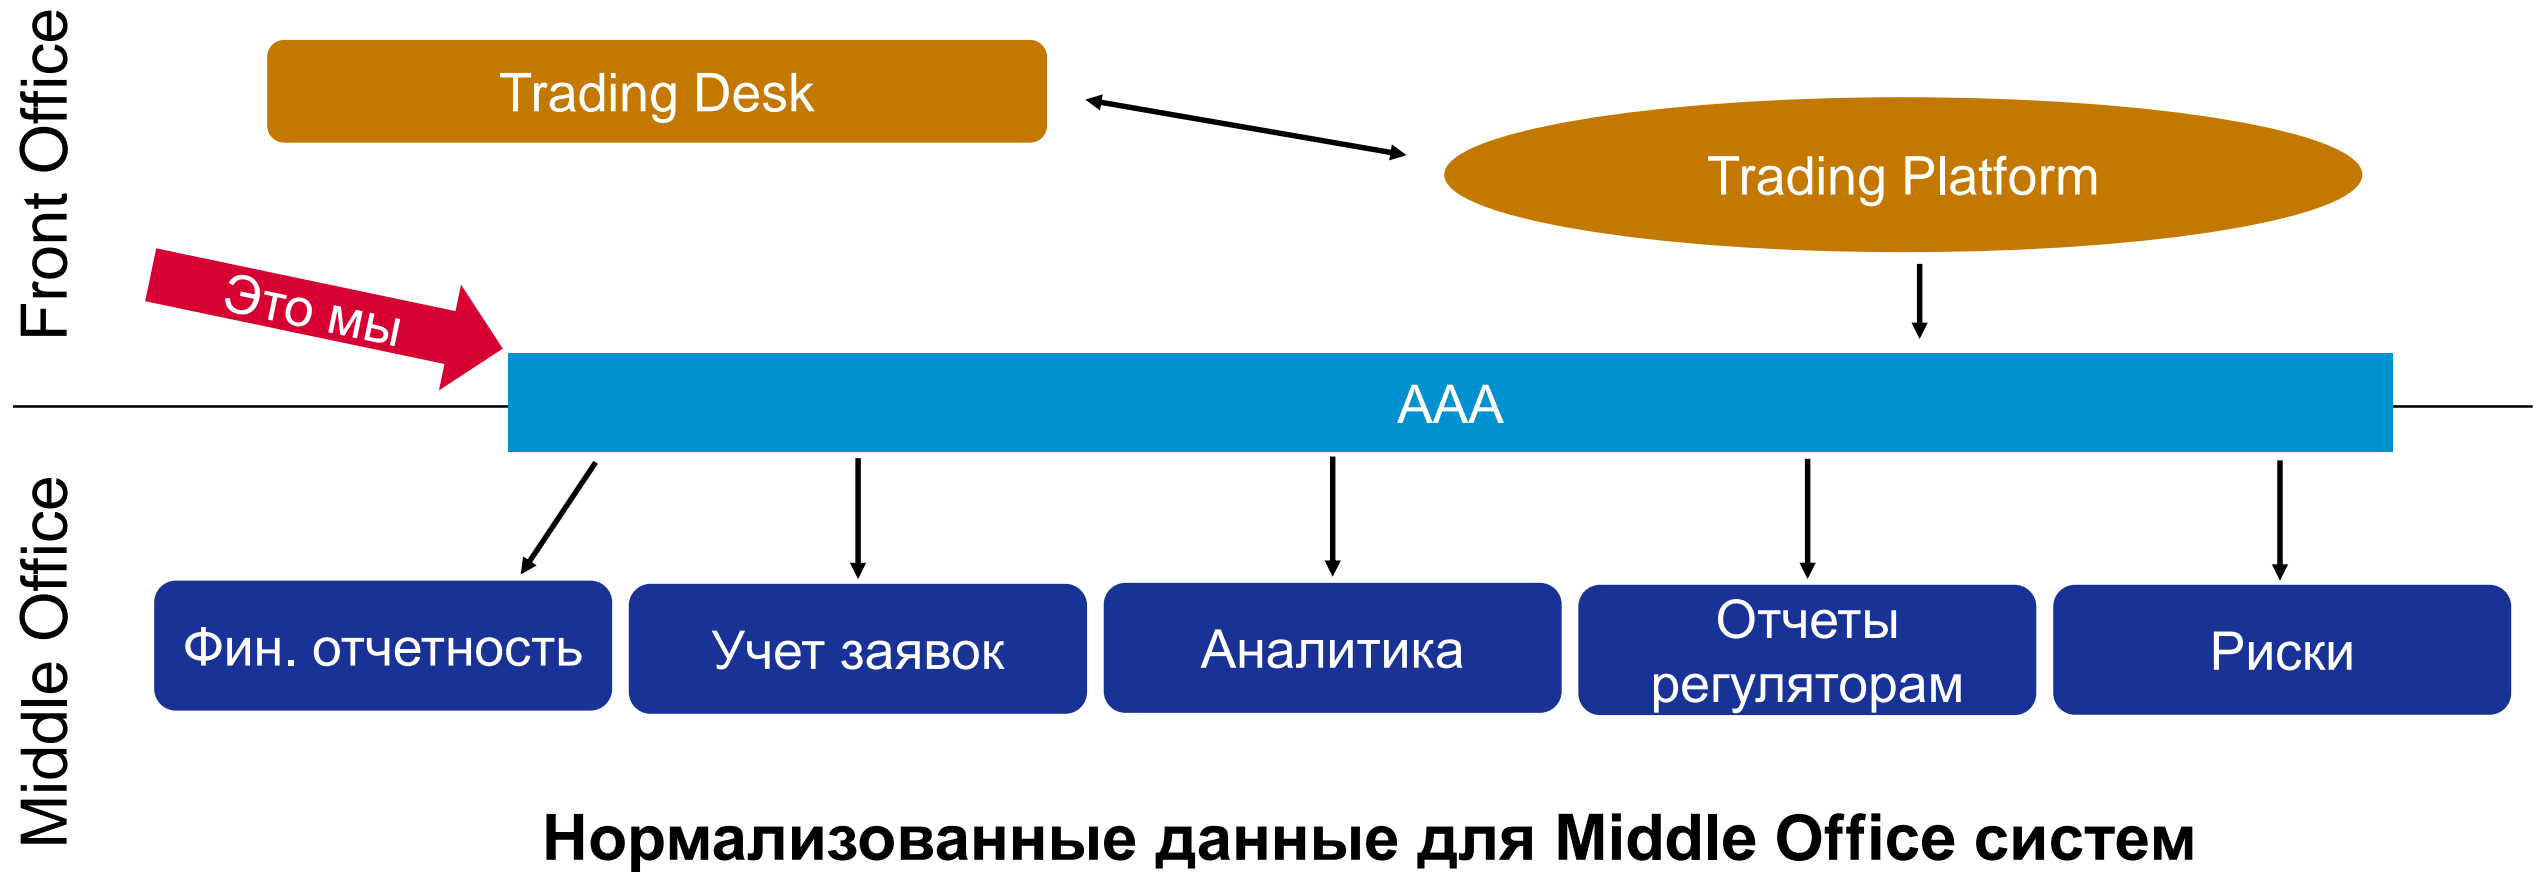 Front Office
Trading Desk
Trading Platform
Это мы
AAA
Middle Office
Фин. отчетность
Учет заявок
Аналитика
Отчеты
регуляторам
Риски
Нормализованные данные для Middle Office систем